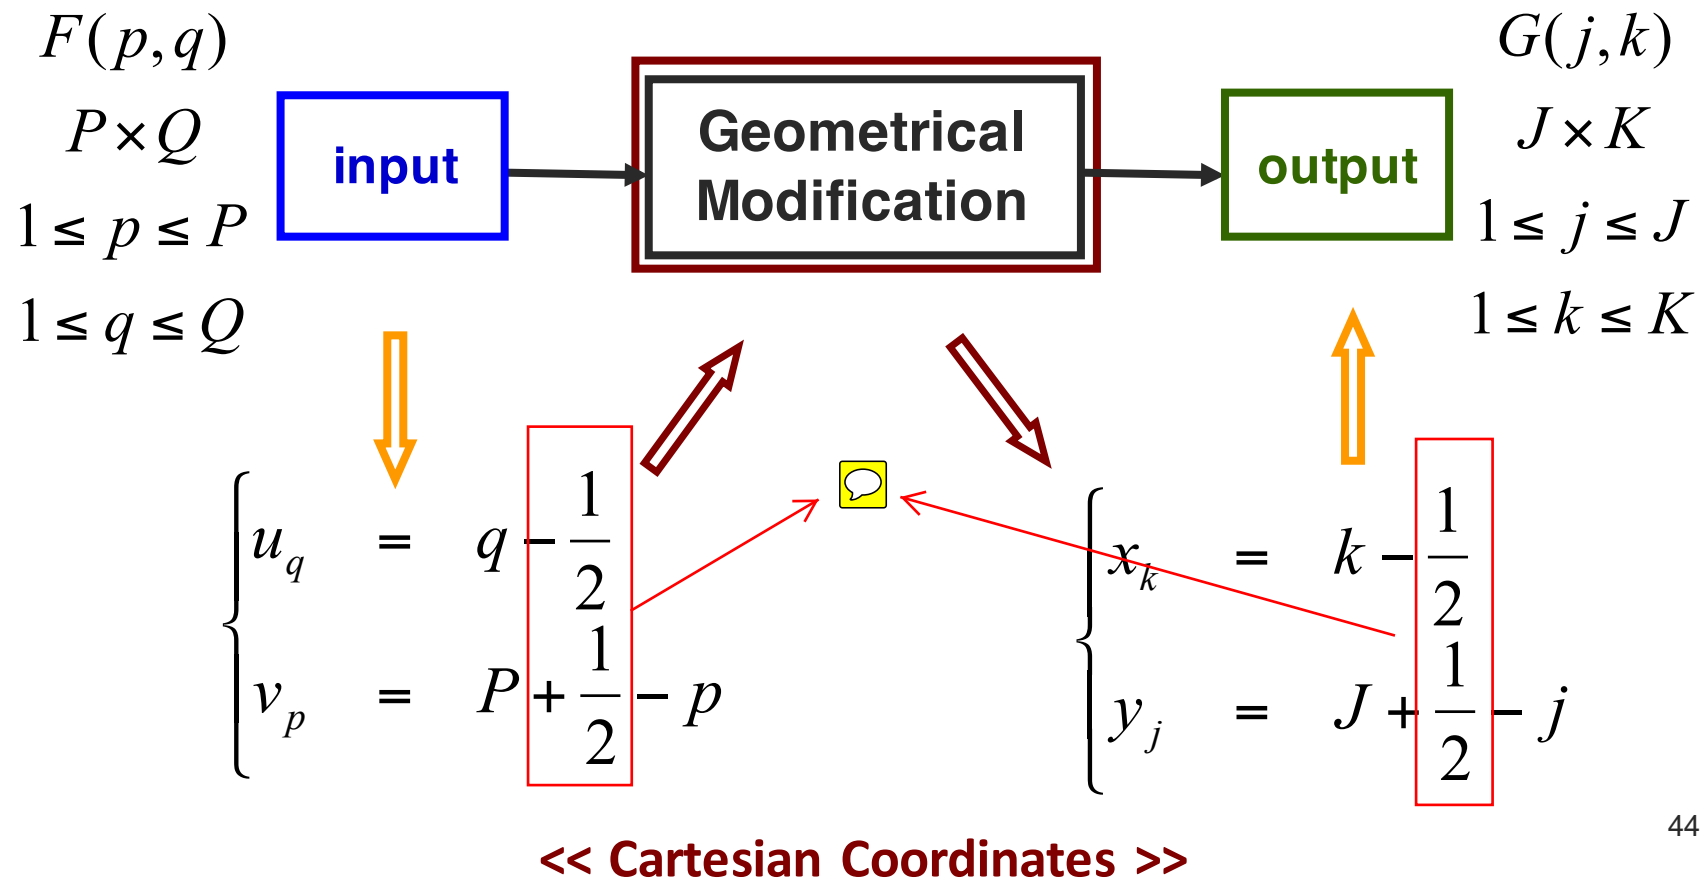 F(p,q)
P×Q
1 ≤ p ≤ P
1 ≤ q ≤ Q
input
Geometrical
Modification
output
G(j,k)
J×K
1 ≤ j ≤ J
1 ≤ k ≤ K
u_q = q − 1/2
v_p = P + 1/2 − p
x_k = k − 1/2
y_j = J + 1/2 − j
<< Cartesian Coordinates >>
44